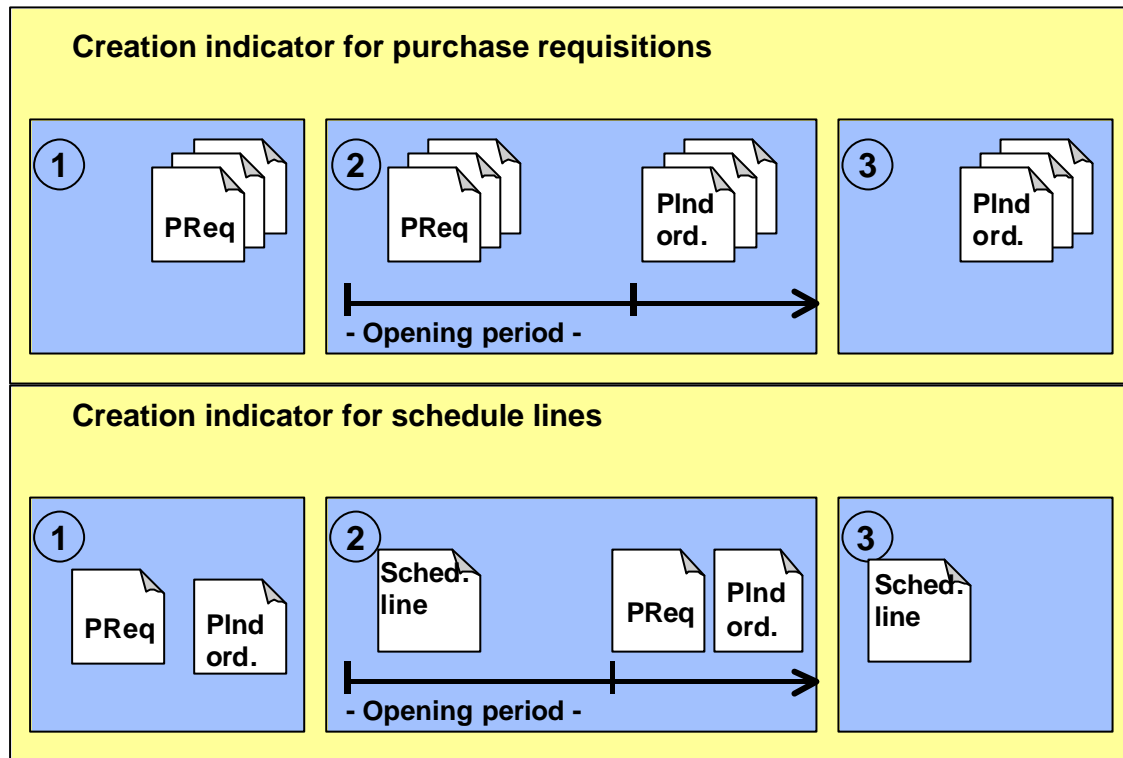 Creation indicator for purchase requisitions
1
PReq
2
PReq
Plnd
ord.
- Opening period -
3
Plnd
ord.
Creation indicator for schedule lines
1
PReq
Plnd
ord.
2
Sched.
line
PReq
Plnd
ord.
- Opening period -
3
Sched.
line